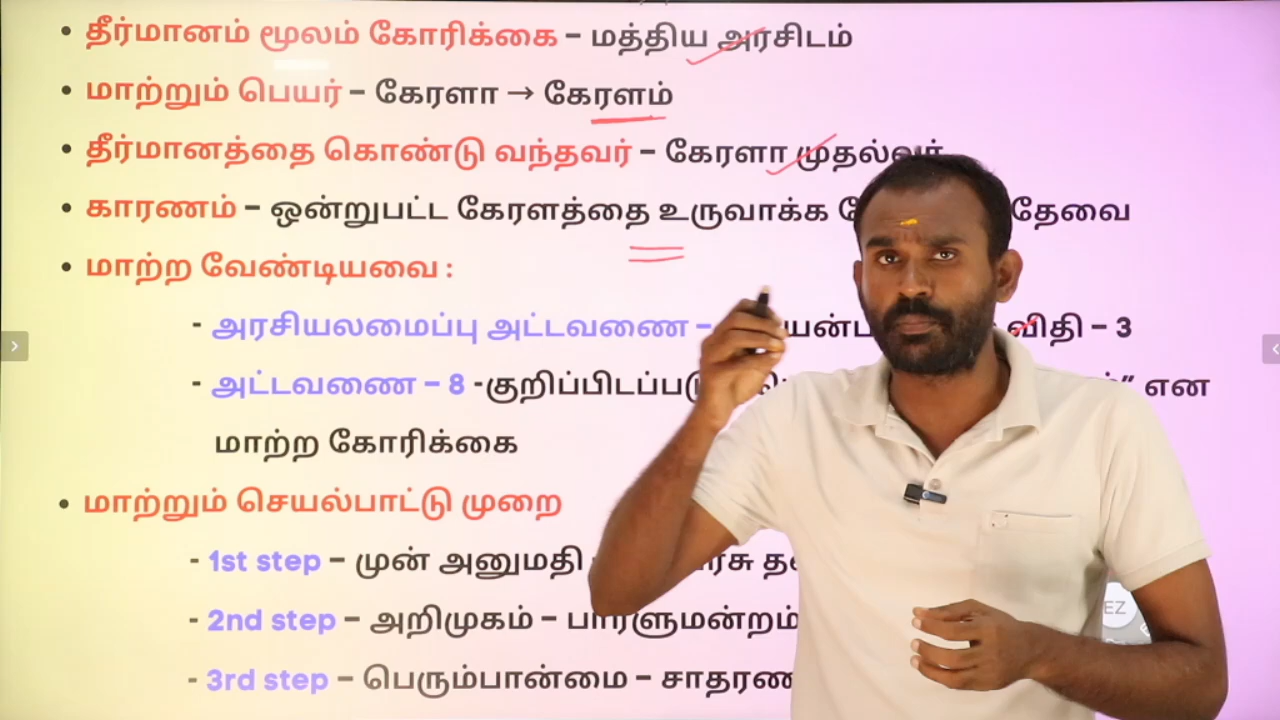 • தீர்மானம் மூலம் கோரிக்கை – மத்திய அரசிடம்
• மாற்றும் பெயர் – கேரளா → கேரளம்
• தீர்மானத்தை கொண்டு வந்தவர் – கேரளா முதல்வர்
• காரணம் – ஒன்றுபட்ட கேரளத்தை உருவாக்க தேவை
• மாற்ற வேண்டியவை :
- அரசியலமைப்பு அட்டவணை – விதி – 3
- அட்டவணை – 8 -குறிப்பிடப்படு என
மாற்ற கோரிக்கை
• மாற்றும் செயல்பாட்டு முறை
- 1st step – முன் அனுமதி
- 2nd step – அறிமுகம் – பாராளுமன்றம்
- 3rd step – பெரும்பான்மை – சாதரண
EZ